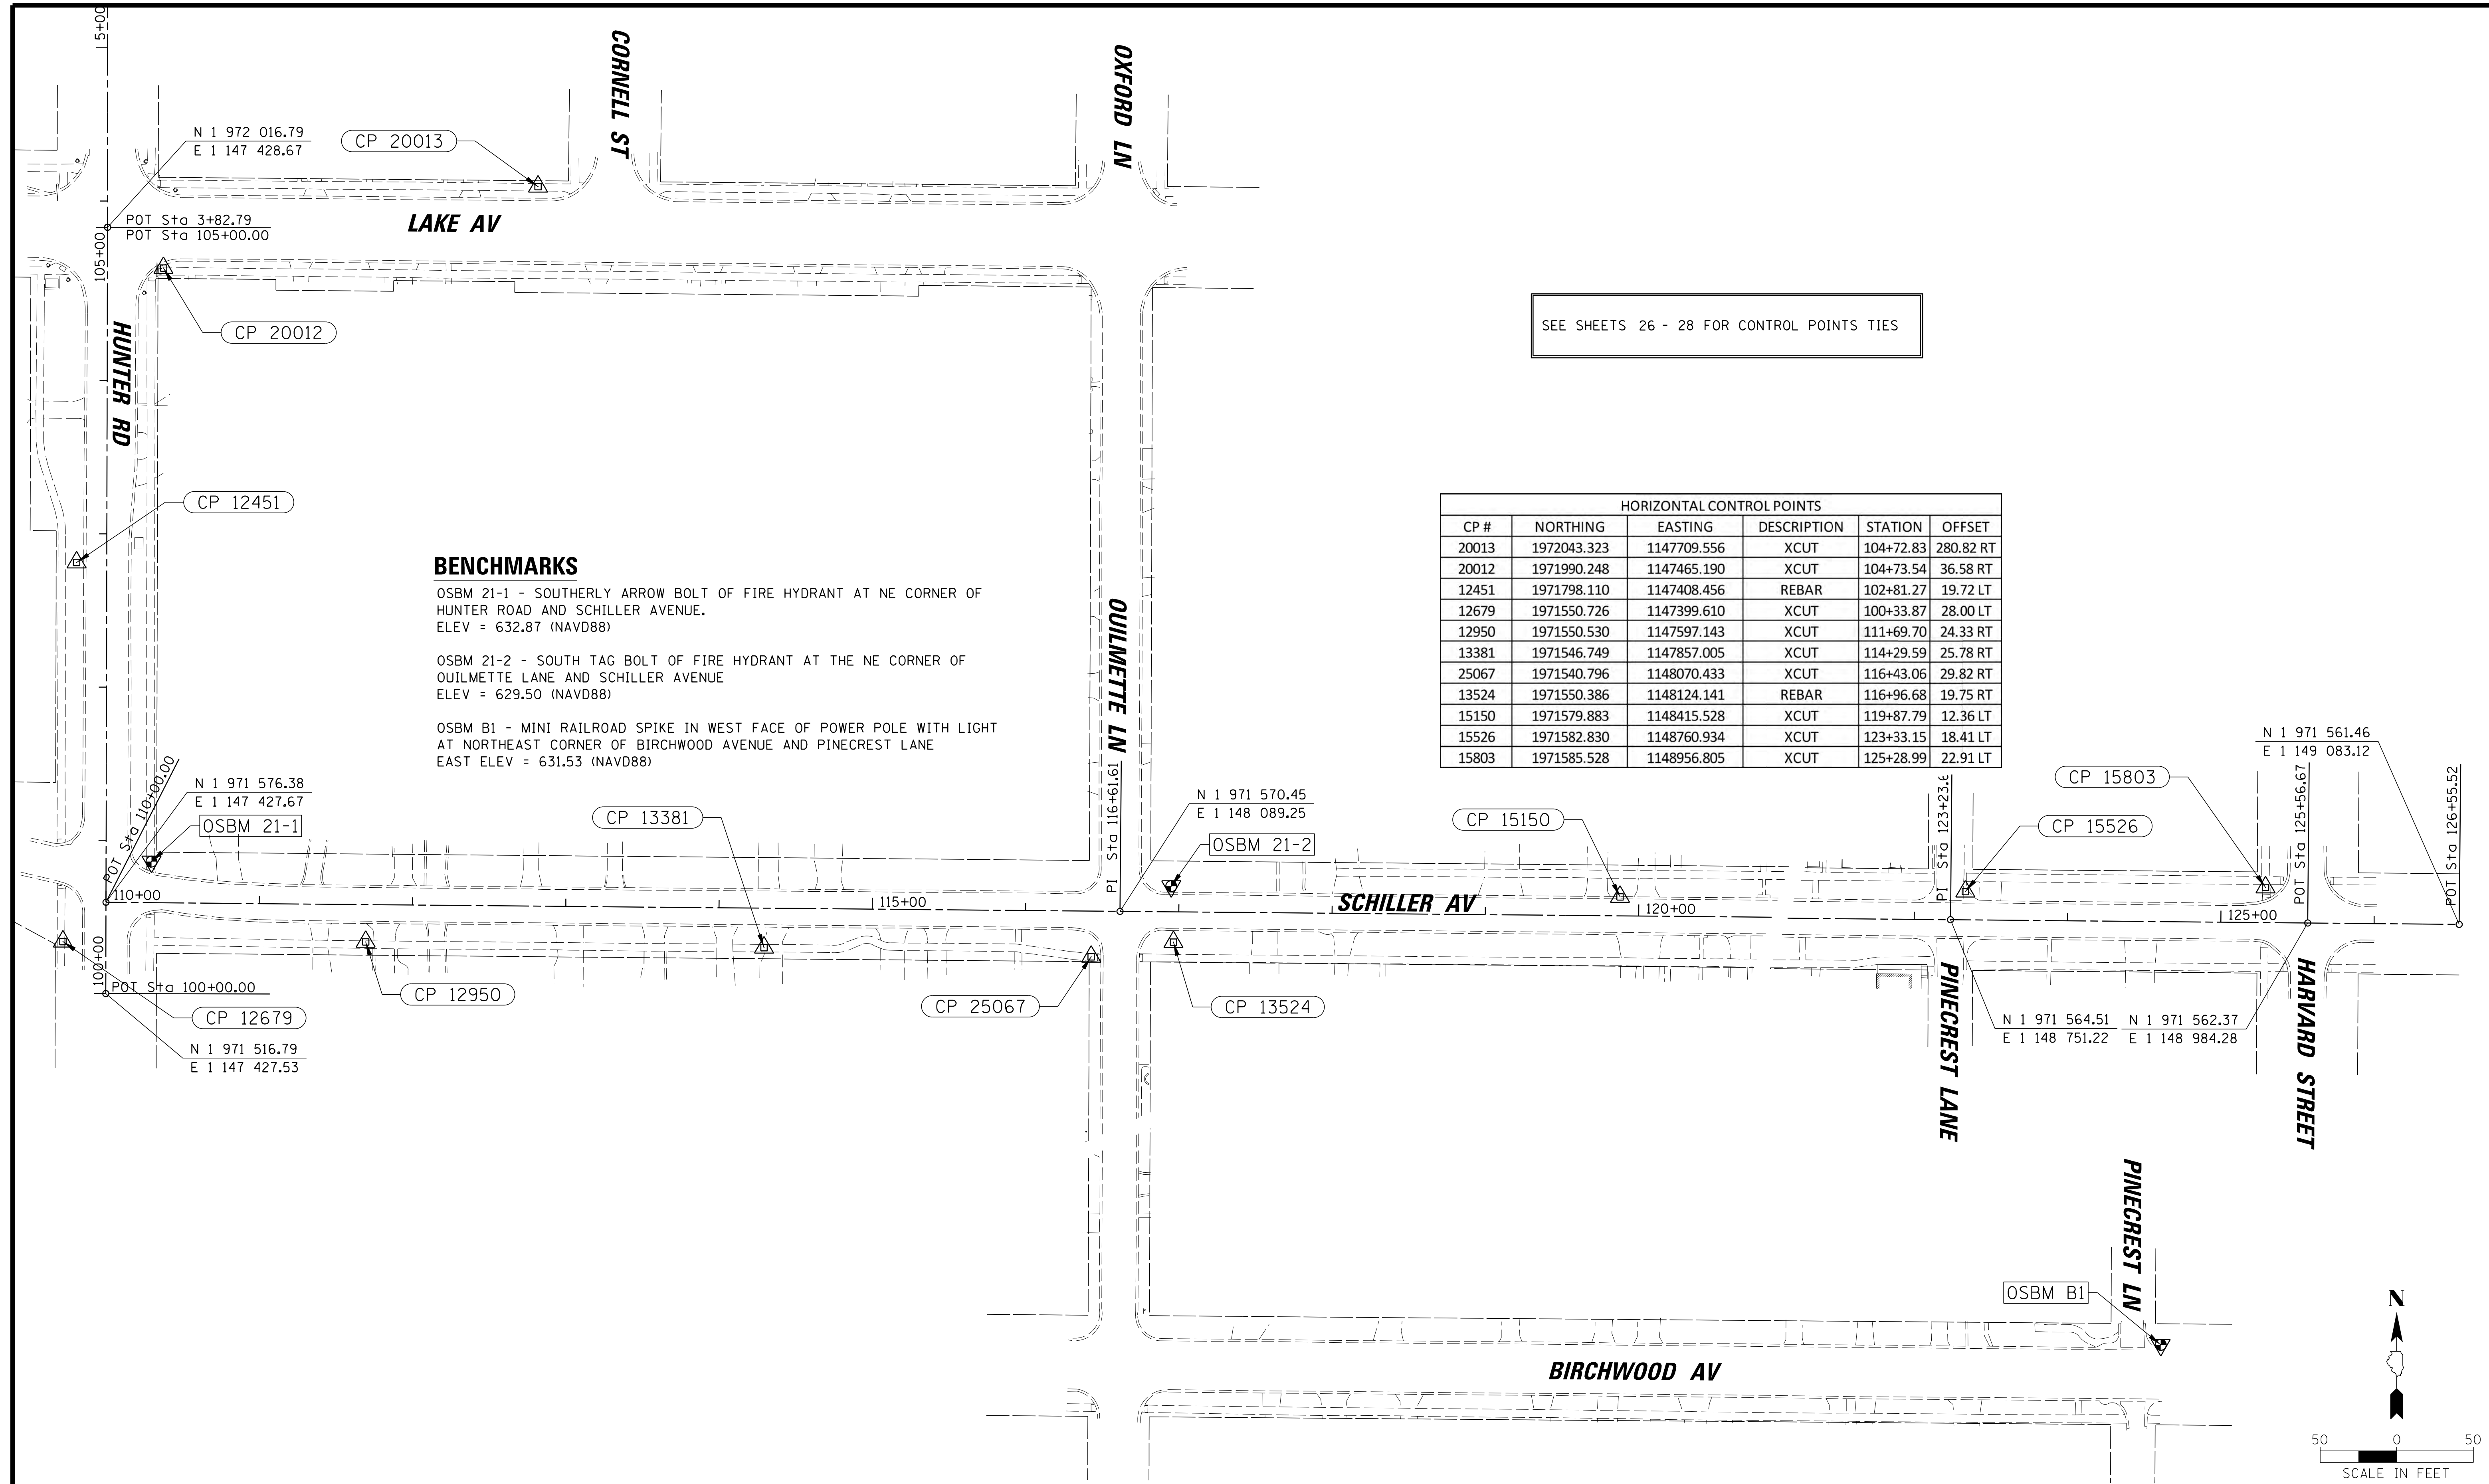 5+00
CORNELL ST
OXFORD LN
N 1 972 016.79
E 1 147 428.67
CP 20013
POT Sta 3+82.79
POT Sta 105+00.00
105+00
LAKE AV
CP 20012
HUNTER RD
SEE SHEETS 26 - 28 FOR CONTROL POINTS TIES
CP 12451
HORIZONTAL CONTROL POINTS
CP # NORTHING EASTING DESCRIPTION STATION OFFSET
20013 1972043.323 1147709.556 XCUT 104+72.83 280.82 RT
20012 1971990.248 1147465.190 XCUT 104+73.54 36.58 RT
12451 1971798.110 1147408.456 REBAR 102+81.27 19.72 LT
12679 1971550.726 1147399.610 XCUT 100+33.87 28.00 LT
12950 1971550.530 1147597.143 XCUT 111+69.70 24.33 RT
13381 1971546.749 1147857.005 XCUT 114+29.59 25.78 RT
25067 1971540.796 1148070.433 XCUT 116+43.06 29.82 RT
13524 1971550.386 1148124.141 REBAR 116+96.68 19.75 RT
15150 1971579.883 1148415.528 XCUT 119+87.79 12.36 LT
15526 1971582.830 1148760.934 XCUT 123+33.15 18.41 LT
15803 1971585.528 1148956.805 XCUT 125+28.99 22.91 LT
BENCHMARKS
OSBM 21-1 - SOUTHERLY ARROW BOLT OF FIRE HYDRANT AT NE CORNER OF
HUNTER ROAD AND SCHILLER AVENUE.
ELEV = 632.87 (NAVD88)
OSBM 21-2 - SOUTH TAG BOLT OF FIRE HYDRANT AT THE NE CORNER OF
OUILMETTE LANE AND SCHILLER AVENUE
ELEV = 629.50 (NAVD88)
OSBM B1 - MINI RAILROAD SPIKE IN WEST FACE OF POWER POLE WITH LIGHT
AT NORTHEAST CORNER OF BIRCHWOOD AVENUE AND PINECREST LANE
EAST ELEV = 631.53 (NAVD88)
OUILMETTE LN
POT Sta 110+00.00
N 1 971 576.38
E 1 147 427.67
OSBM 21-1
CP 13381
PI Sta 116+61.61
N 1 971 570.45
E 1 148 089.25
OSBM 21-2
CP 15150
PI Sta 123+23.6
CP 15526
CP 15803
N 1 971 561.46
E 1 149 083.12
POT Sta 125+56.67
POT Sta 126+55.52
110+00
115+00
SCHILLER AV
120+00
125+00
100+00
POT Sta 100+00.00
CP 12679
CP 12950
CP 25067
CP 13524
N 1 971 516.79
E 1 147 427.53
PINECREST LANE
N 1 971 564.51
E 1 148 751.22
N 1 971 562.37
E 1 148 984.28
HARVARD STREET
PINECREST LN
OSBM B1
BIRCHWOOD AV
N
50 0 50
SCALE IN FEET